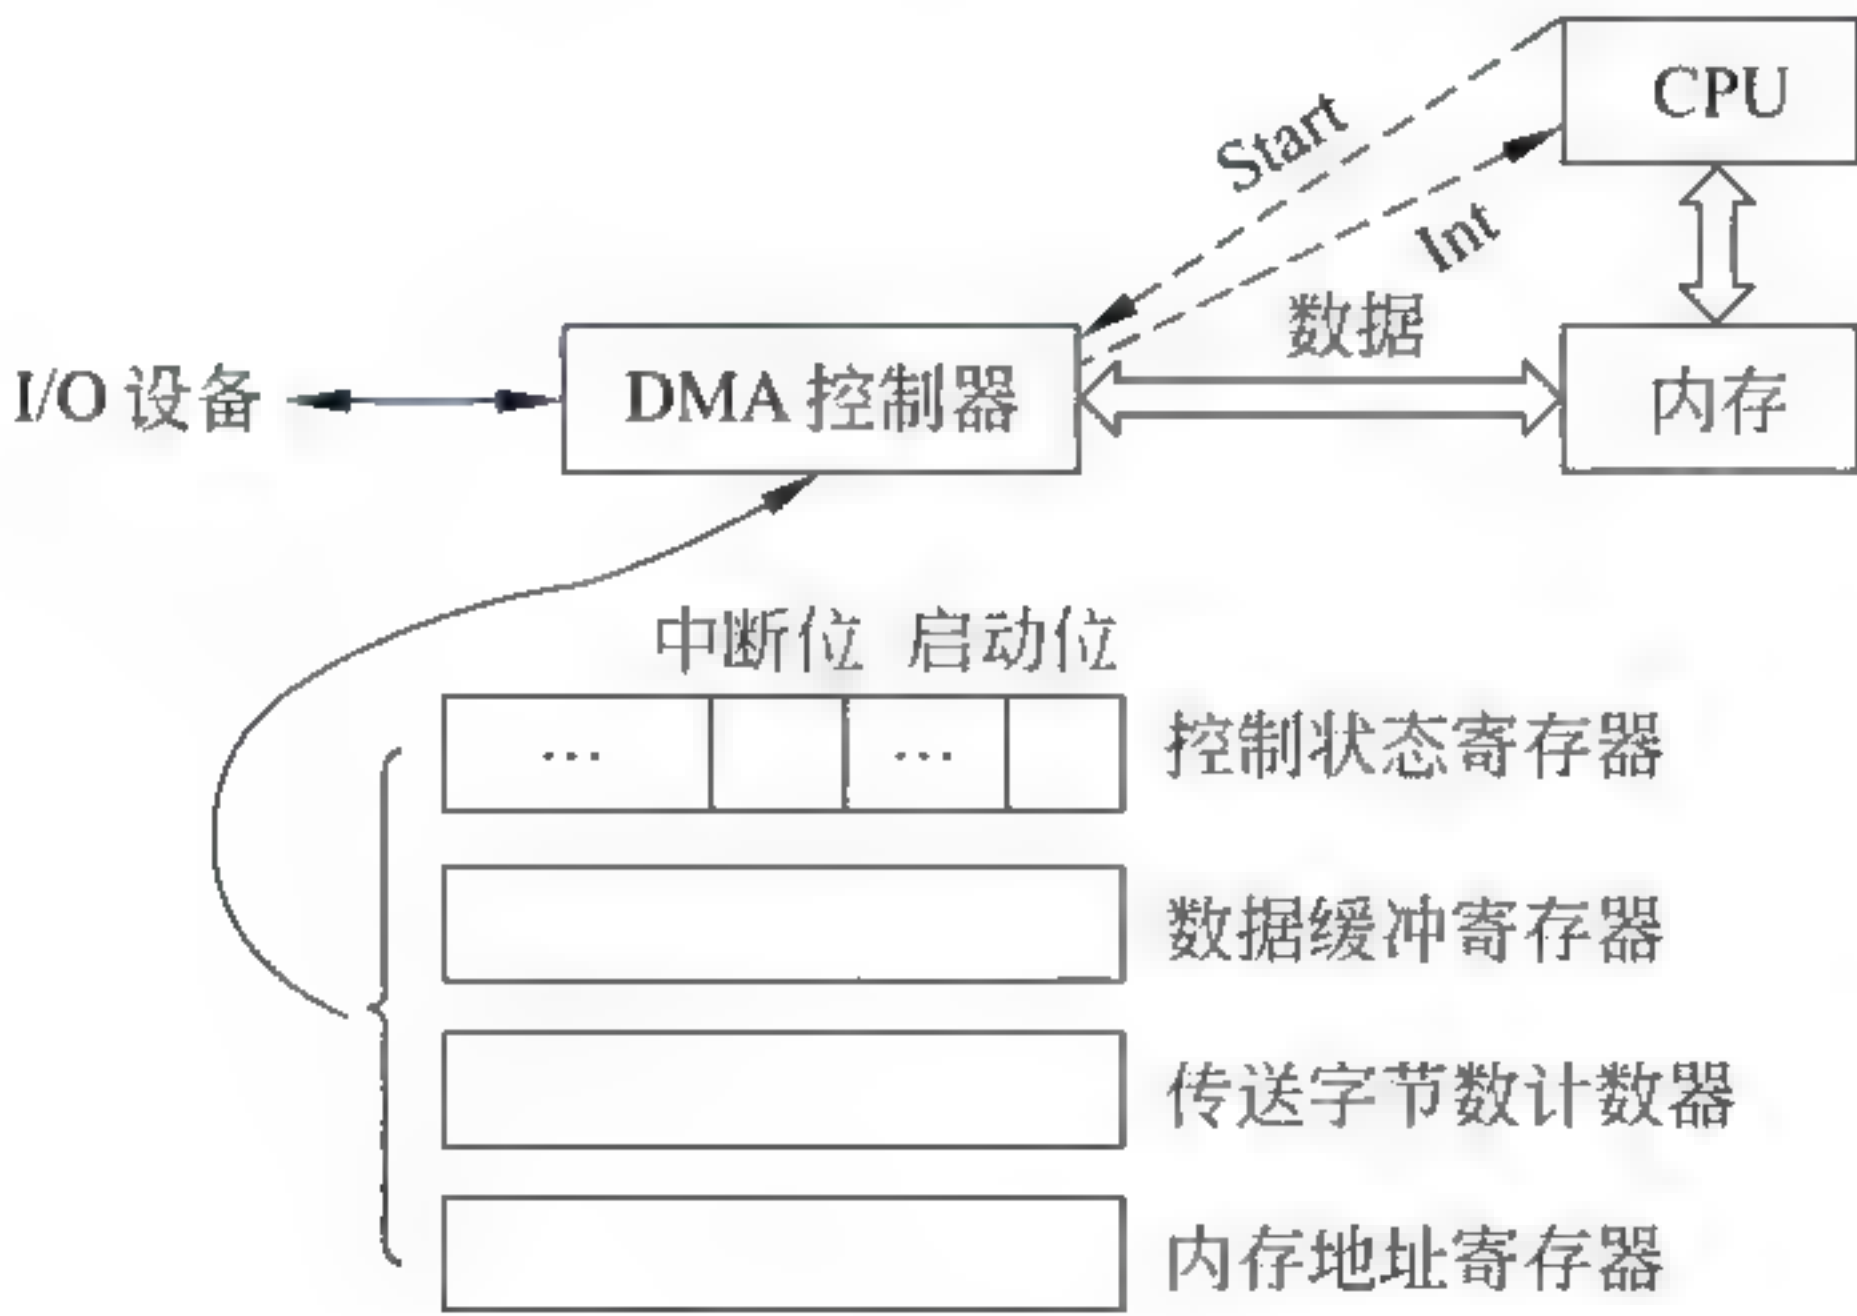 CPU
Start
Int
数据
I/O 设备
DMA 控制器
内存
中断位 启动位
... ... 控制状态寄存器
数据缓冲寄存器
传送字节数计数器
内存地址寄存器